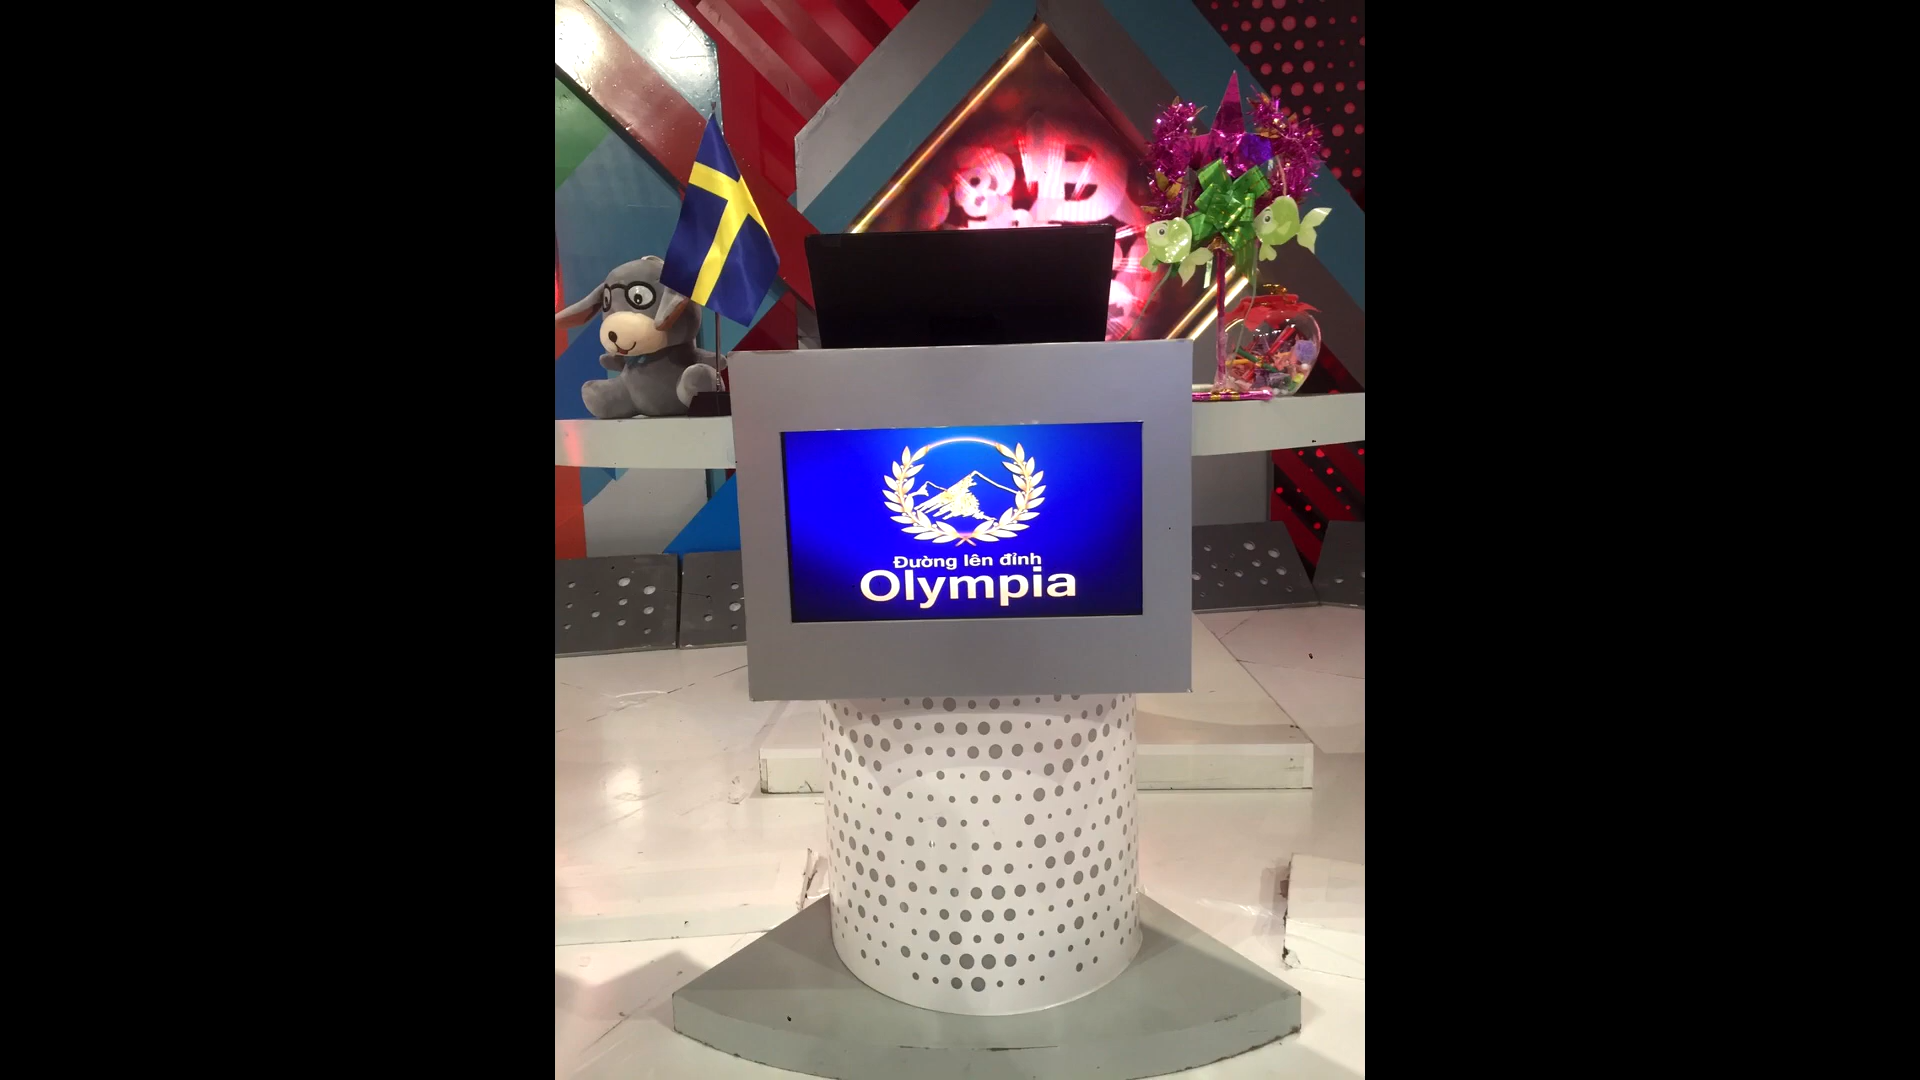 Đường lên đỉnh
Olympia